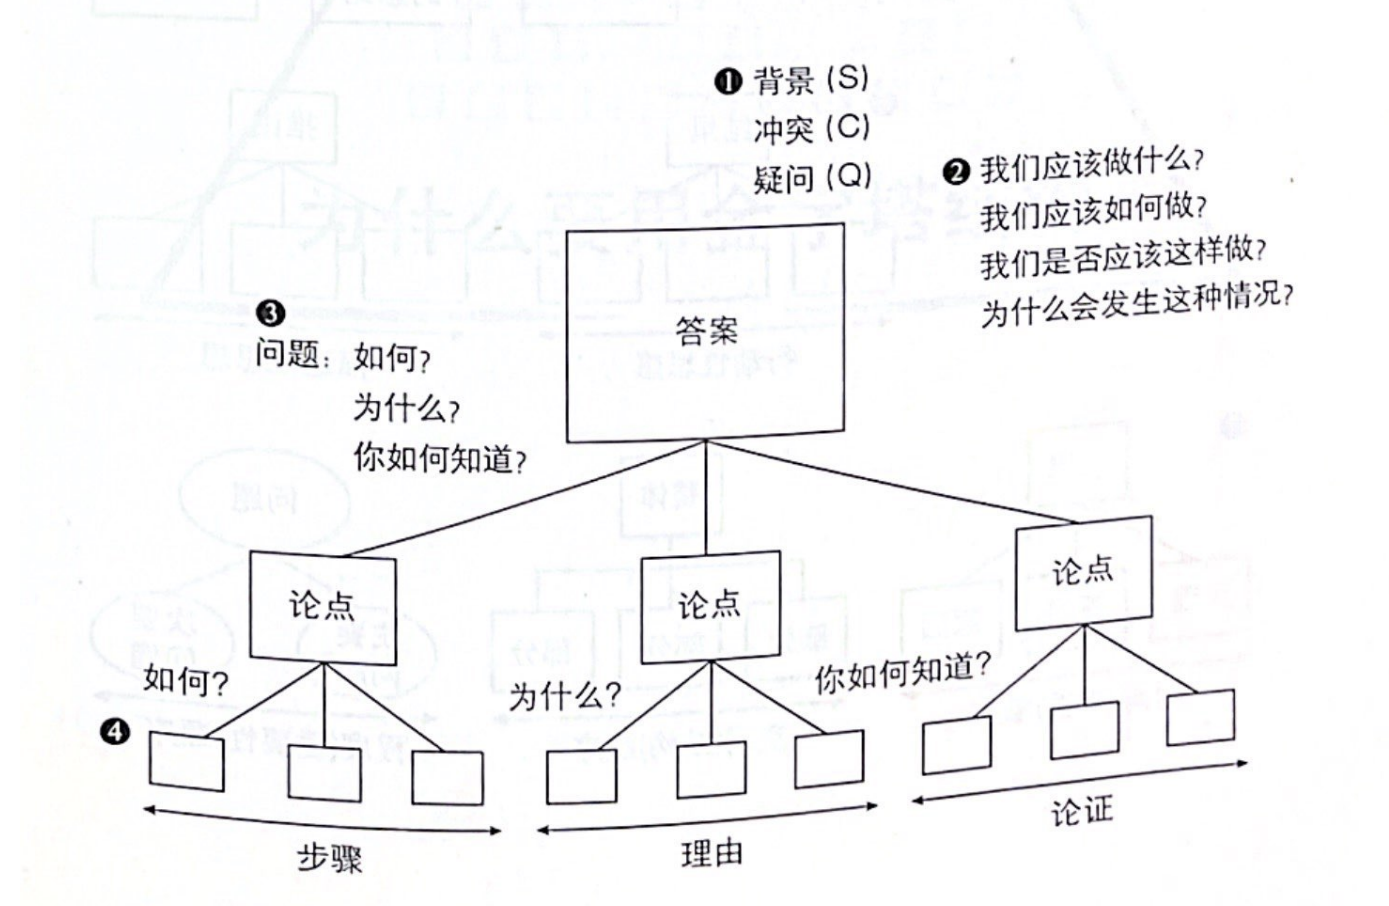 ❶ 背景 (S)
冲突 (C)
疑问 (Q)
❷ 我们应该做什么?
我们应该如何做?
我们是否应该这样做?
为什么会发生这种情况?
答案
❸
问题: 如何?
为什么?
你如何知道?
论点
论点
论点
如何?
为什么?
你如何知道?
❹
步骤
理由
论证